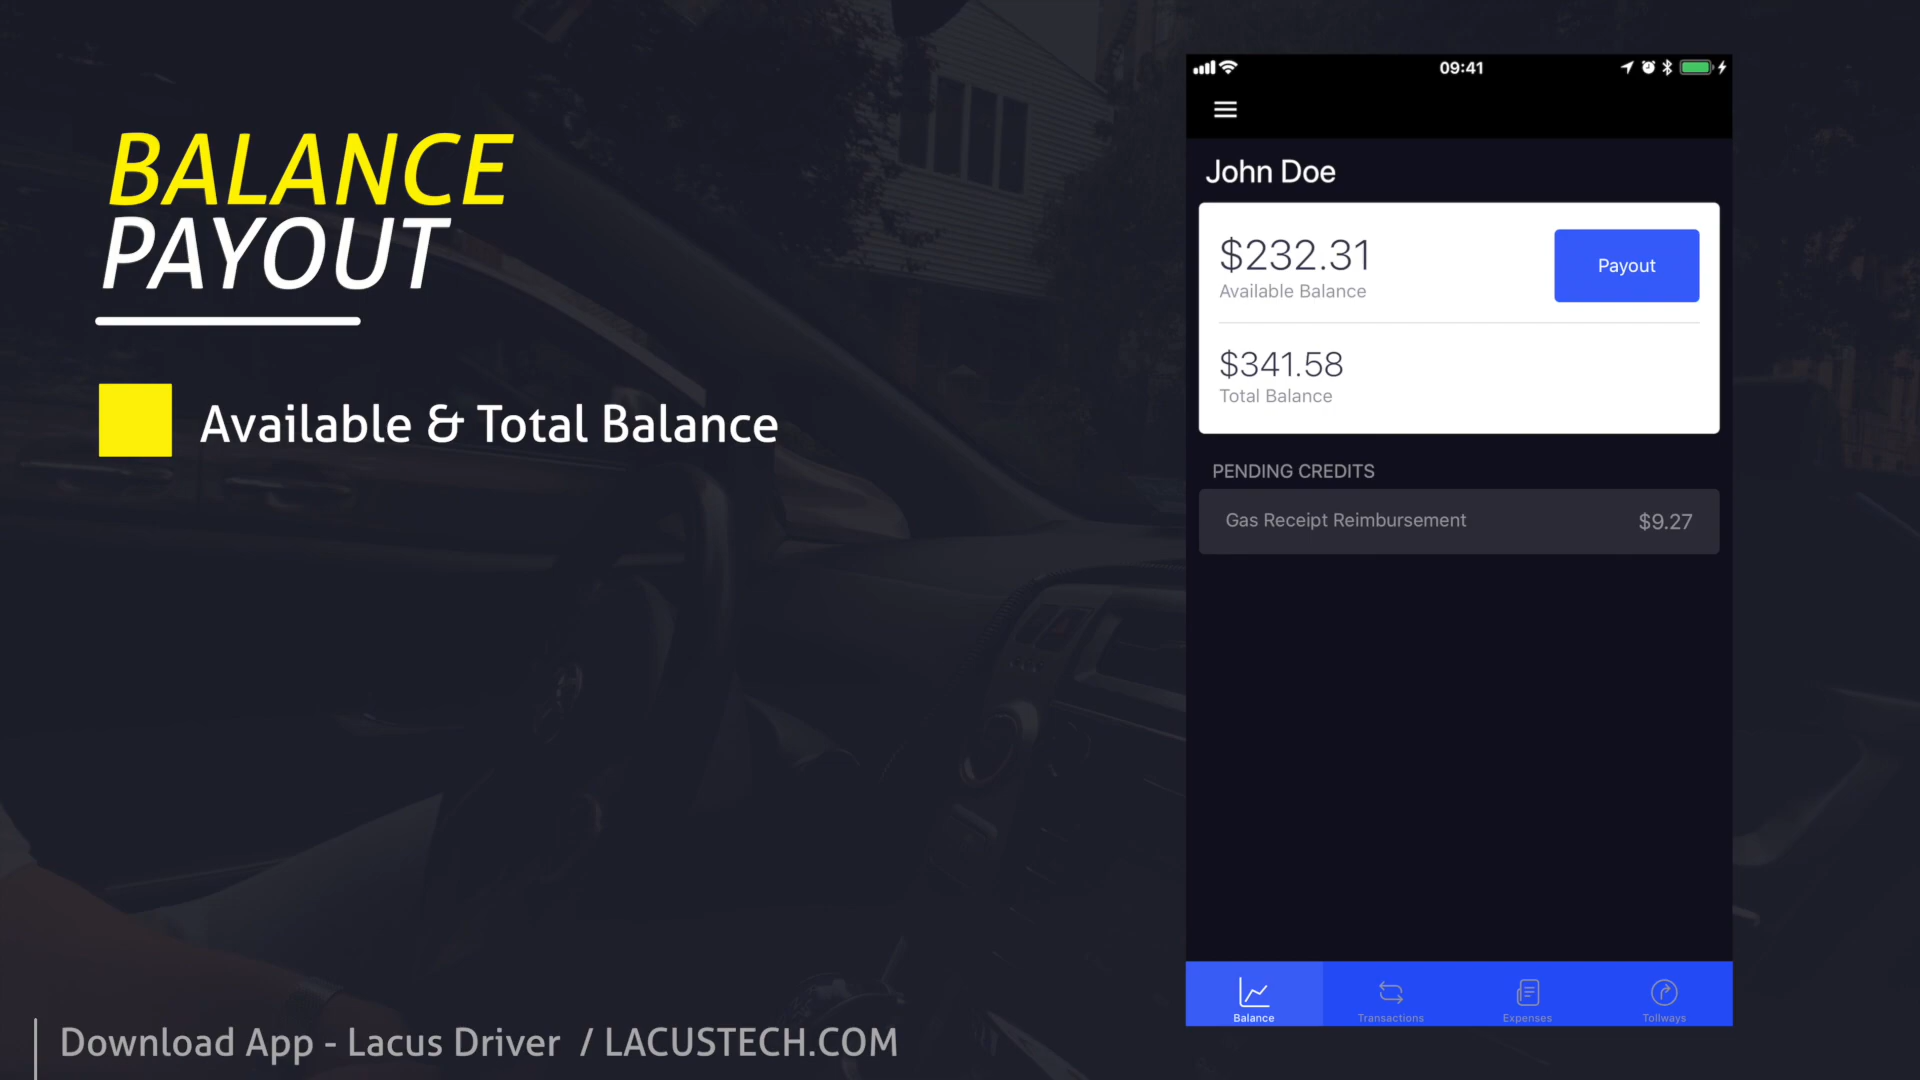 BALANCE
PAYOUT
Available & Total Balance
Download App - Lacus Driver / LACUSTECH.COM
09:41
John Doe
$232.31
Available Balance
Payout
$341.58
Total Balance
PENDING CREDITS
Gas Receipt Reimbursement $9.27
Balance Transactions Expenses Tollways